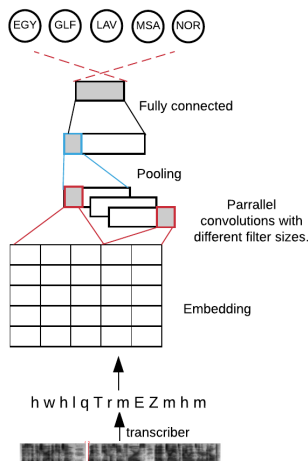 EGY GLF LAV MSA NOR
Fully connected
Pooling
Parrallel
convolutions with
different filter sizes.
Embedding
h w h l q T r m E Z m h m
transcriber